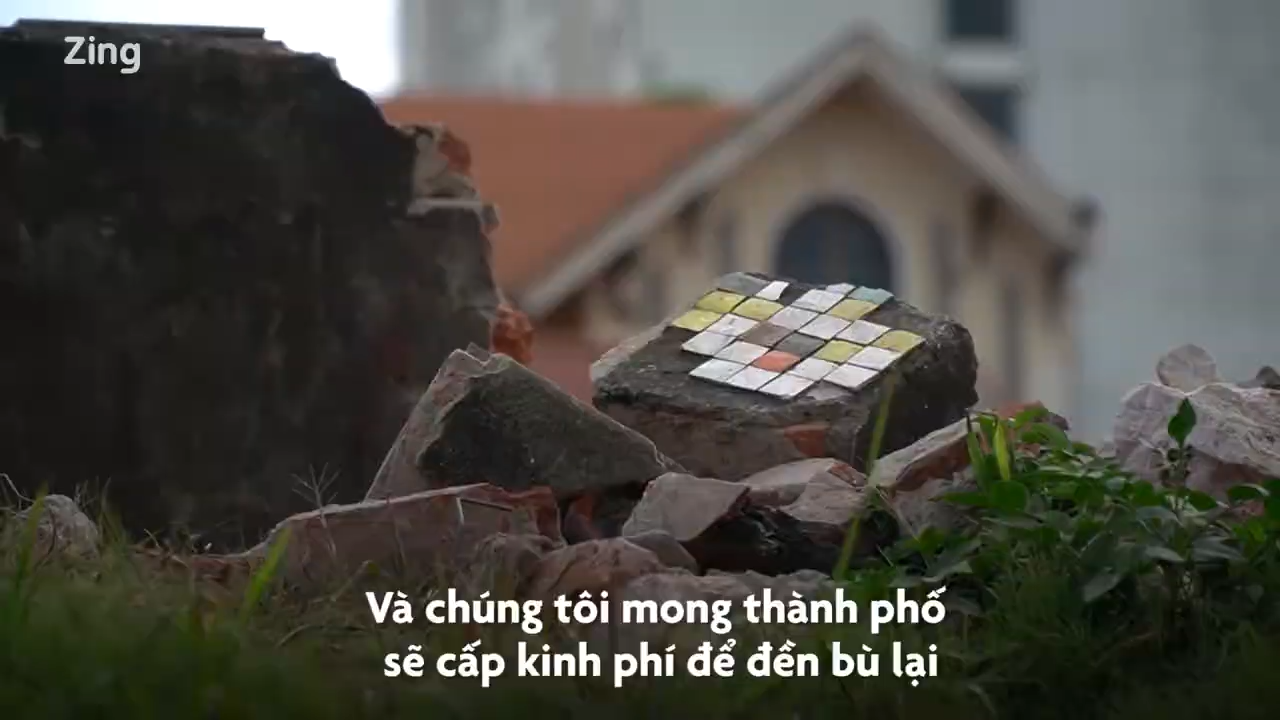 Zing
Và chúng tôi mong thành phố
sẽ cấp kinh phí để đền bù lại